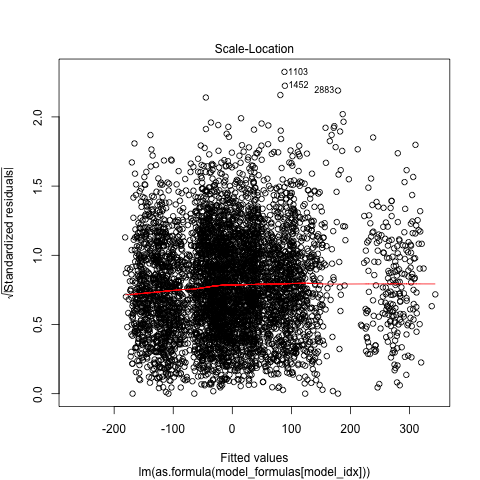 Scale-Location
1103
1452
2883
√|Standardized residuals|
0.0 0.5 1.0 1.5 2.0
-200 -100 0 100 200 300
Fitted values
lm(as.formula(model_formulas[model_idx]))